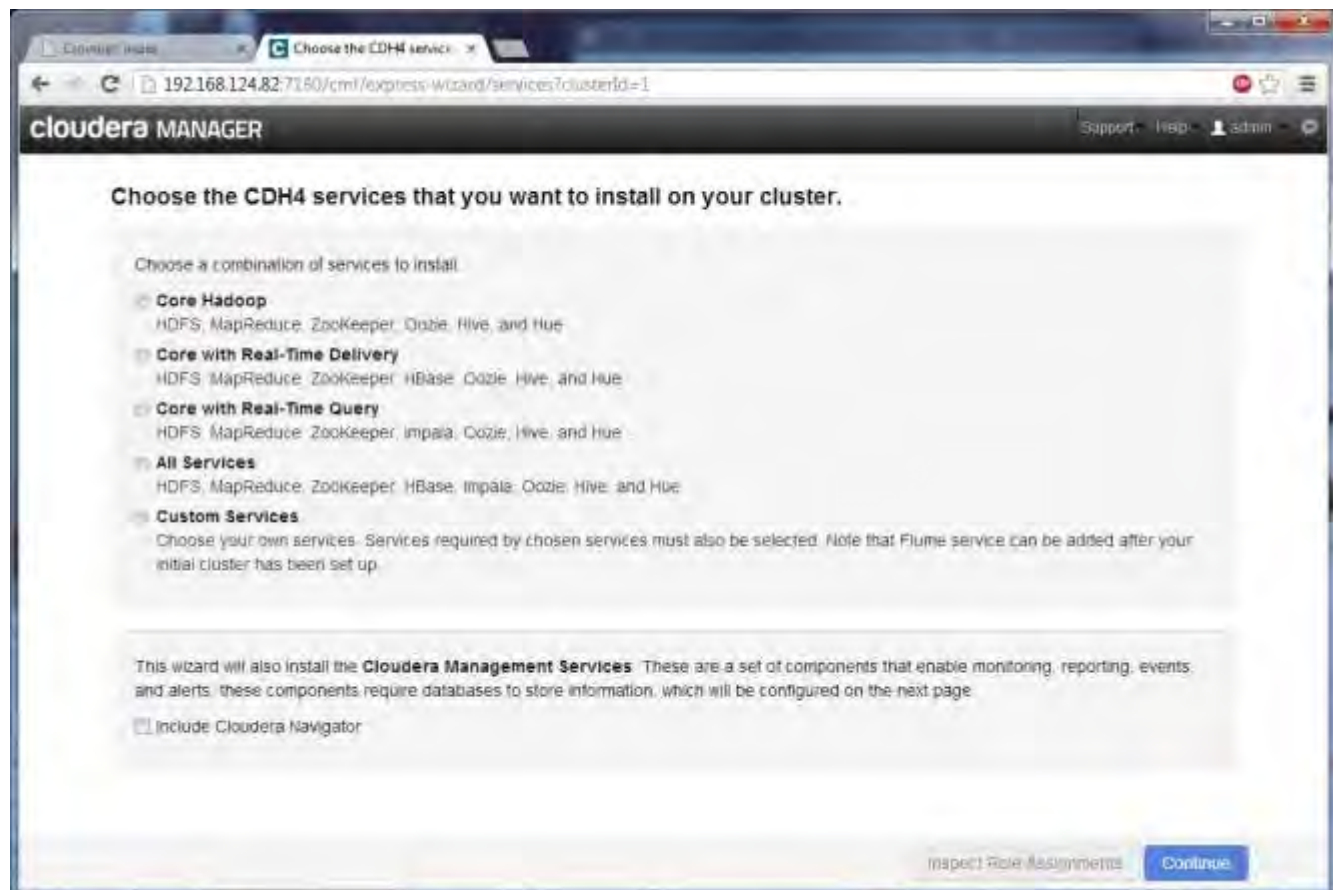 Choose the CDH4 service
192.168.124.82:7180/cmf/express-wizard/services?clusterId=1
cloudera MANAGER
Support Help admin
Choose the CDH4 services that you want to install on your cluster.
Choose a combination of services to install.
Core Hadoop
HDFS, MapReduce, ZooKeeper, Oozie, Hive, and Hue
Core with Real-Time Delivery
HDFS, MapReduce, ZooKeeper, HBase, Oozie, Hive, and Hue
Core with Real-Time Query
HDFS, MapReduce, ZooKeeper, Impala, Oozie, Hive, and Hue
All Services
HDFS, MapReduce, ZooKeeper, HBase, Impala, Oozie, Hive, and Hue
Custom Services
Choose your own services. Services required by chosen services must also be selected. Note that Flume service can be added after your
initial cluster has been set up.
This wizard will also install the Cloudera Management Services. These are a set of components that enable monitoring, reporting, events
and alerts; these components require databases to store information, which will be configured on the next page.
Include Cloudera Navigator
Inspect Role Assignments Continue